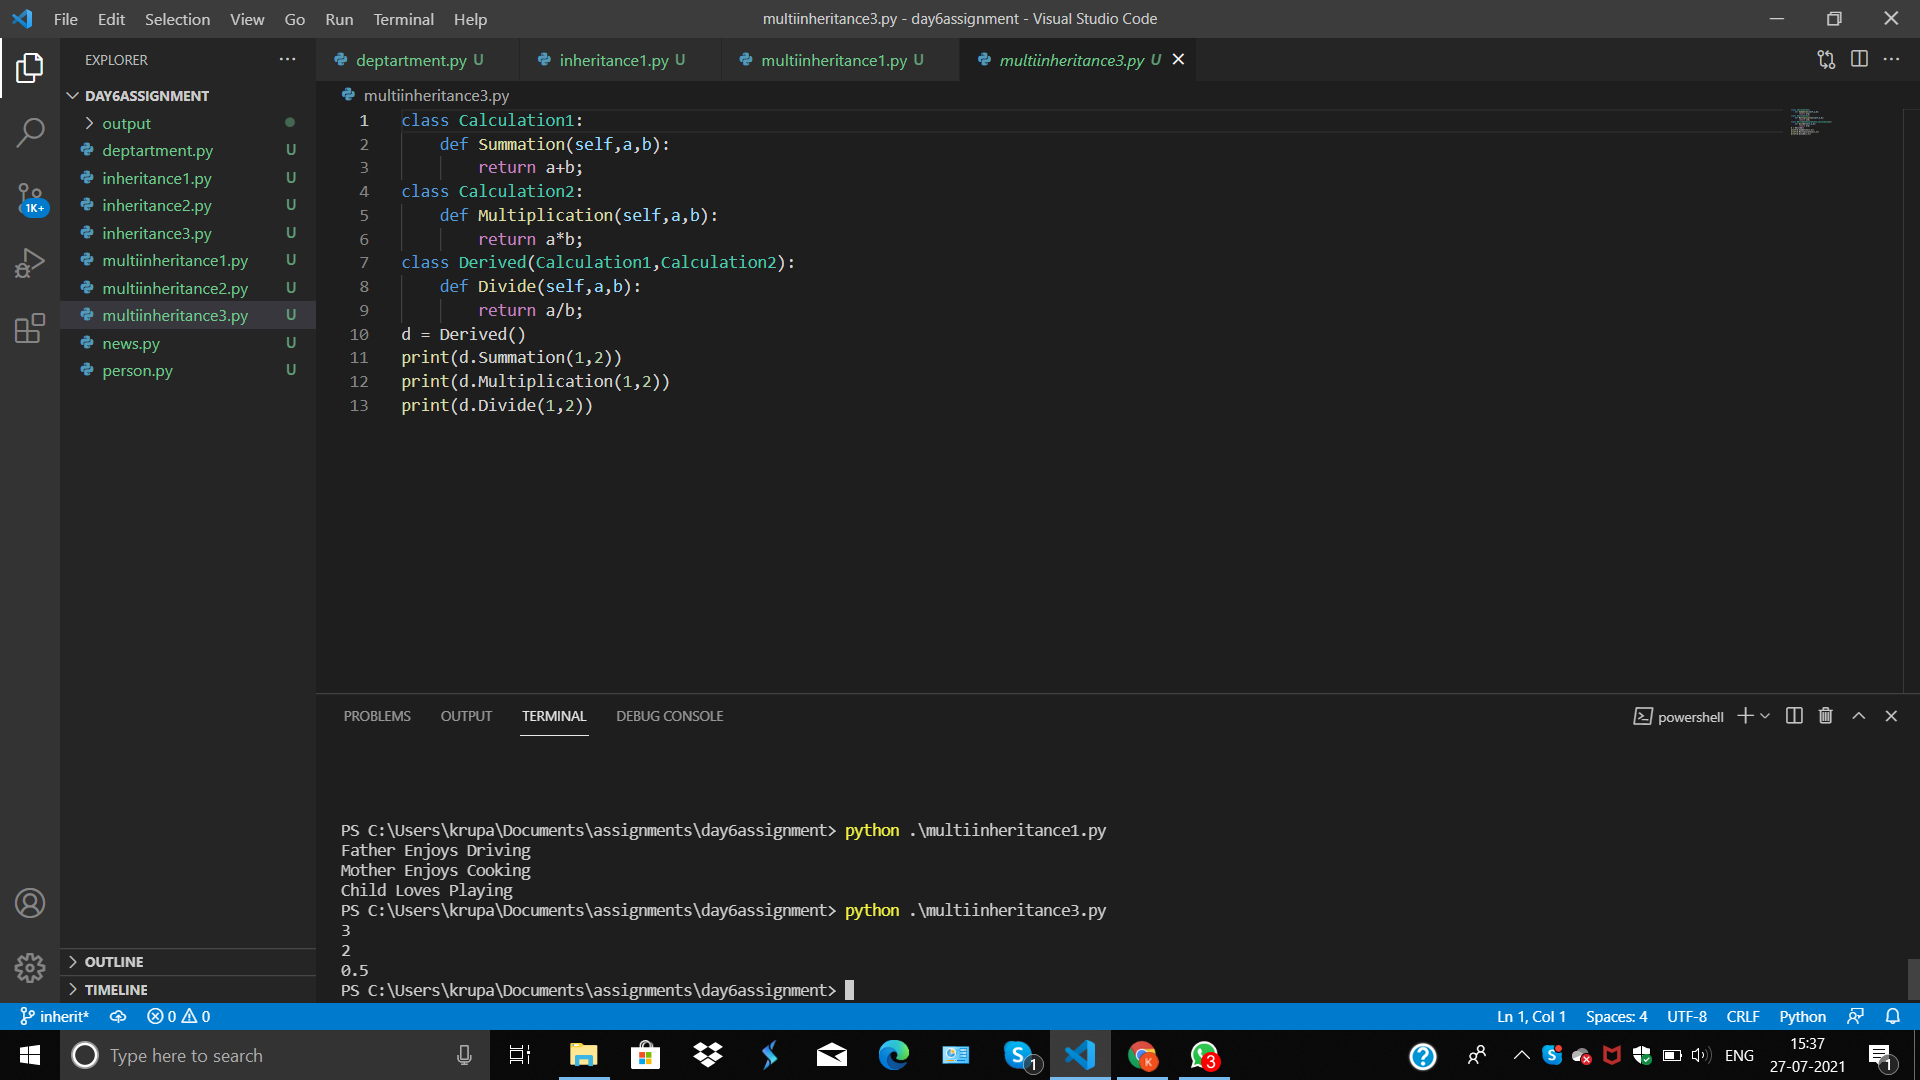 File Edit Selection View Go Run Terminal Help
multiinheritance3.py - day6assignment - Visual Studio Code
EXPLORER
DAY6ASSIGNMENT
output
deptartment.py U
inheritance1.py U
inheritance2.py U
inheritance3.py U
multiinheritance1.py U
multiinheritance2.py U
multiinheritance3.py U
news.py U
person.py U
OUTLINE
TIMELINE
1K+
deptartment.py U inheritance1.py U multiinheritance1.py U multiinheritance3.py U
multiinheritance3.py
1 class Calculation1:
2 def Summation(self,a,b):
3 return a+b;
4 class Calculation2:
5 def Multiplication(self,a,b):
6 return a*b;
7 class Derived(Calculation1,Calculation2):
8 def Divide(self,a,b):
9 return a/b;
10 d = Derived()
11 print(d.Summation(1,2))
12 print(d.Multiplication(1,2))
13 print(d.Divide(1,2))
PROBLEMS OUTPUT TERMINAL DEBUG CONSOLE
powershell
PS C:\Users\krupa\Documents\assignments\day6assignment> python .\multiinheritance1.py
Father Enjoys Driving
Mother Enjoys Cooking
Child Loves Playing
PS C:\Users\krupa\Documents\assignments\day6assignment> python .\multiinheritance3.py
3
2
0.5
PS C:\Users\krupa\Documents\assignments\day6assignment>
inherit* 0 0
Ln 1, Col 1 Spaces: 4 UTF-8 CRLF Python
Type here to search
S 1
K
3
S
ENG
15:37
27-07-2021
1